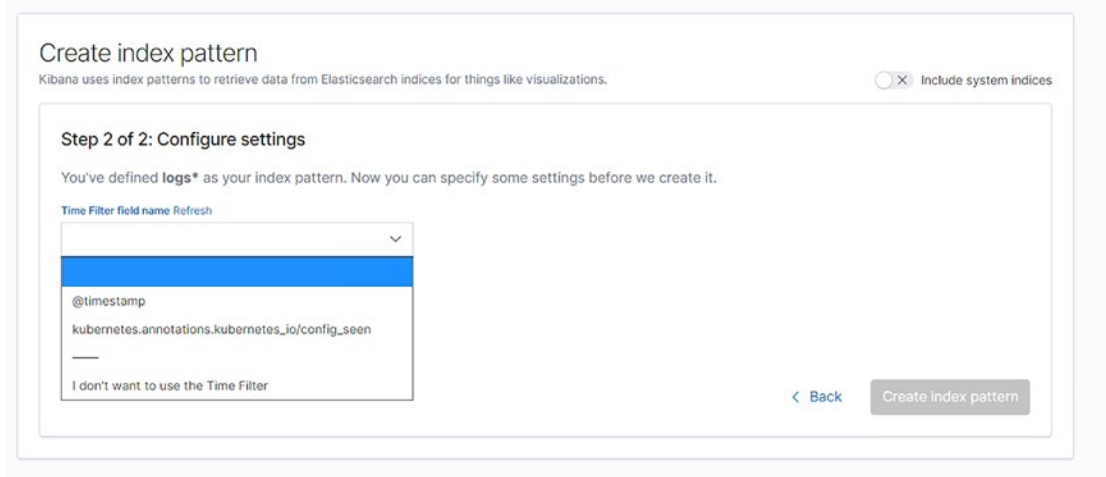 Create index pattern
Kibana uses index patterns to retrieve data from Elasticsearch indices for things like visualizations.
Include system indices
Step 2 of 2: Configure settings
You've defined logs* as your index pattern. Now you can specify some settings before we create it.
Time Filter field name Refresh
@timestamp
kubernetes.annotations.kubernetes_io/config_seen
I don't want to use the Time Filter
Back
Create index pattern